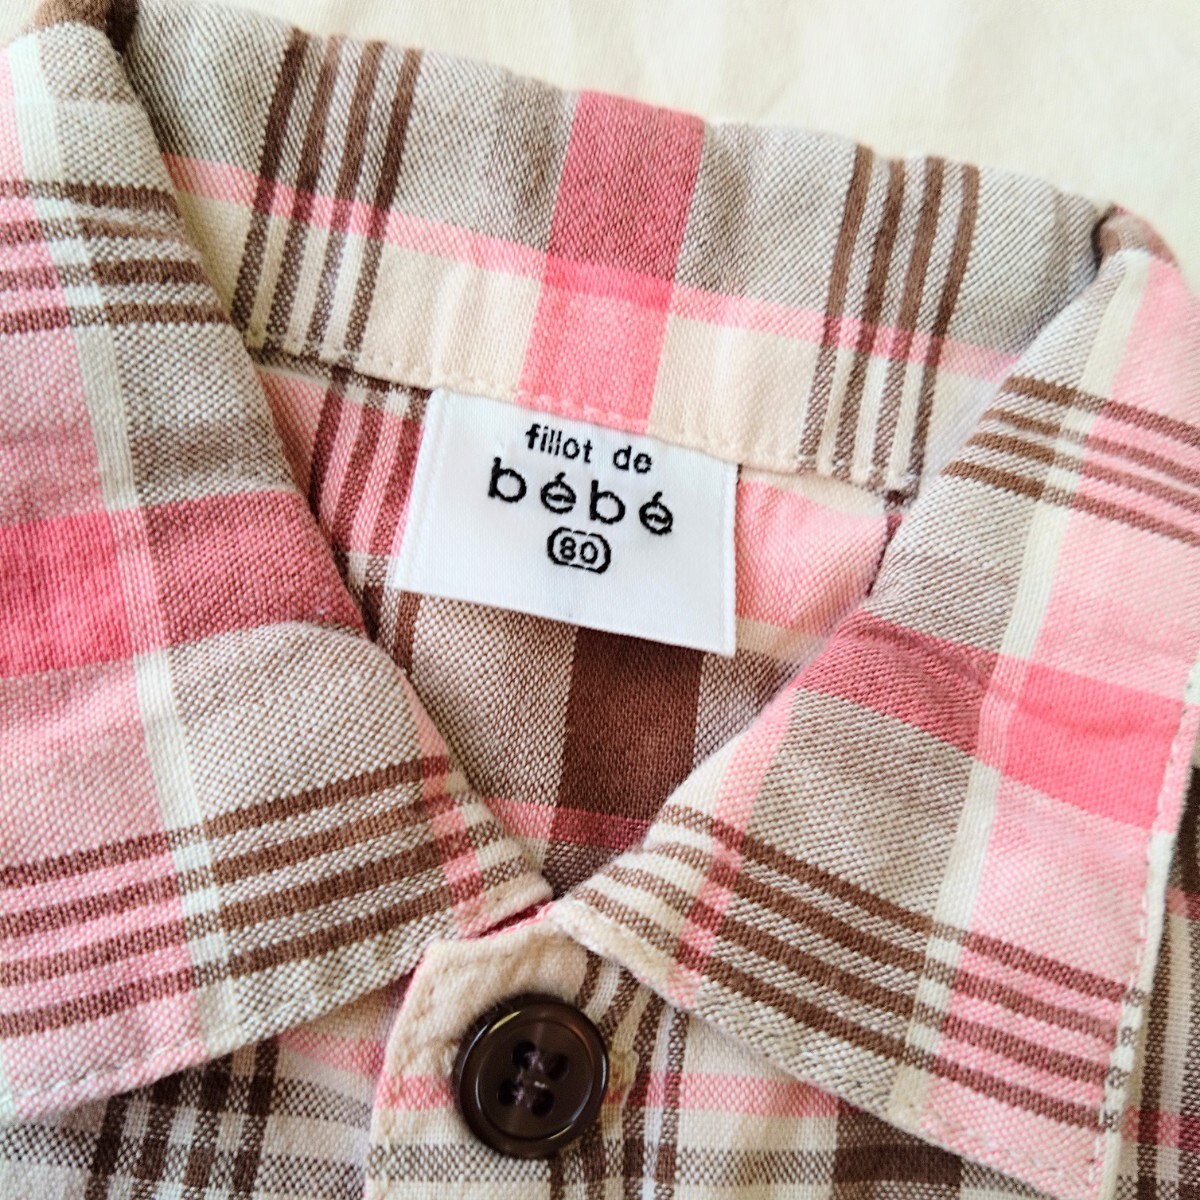 fillot de
bébé
(80)